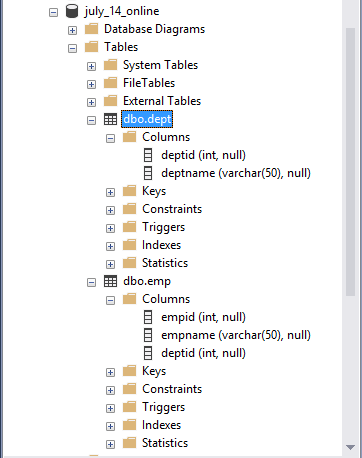 july_14_online
Database Diagrams
Tables
System Tables
FileTables
External Tables
dbo.dept
Columns
deptid (int, null)
deptname (varchar(50), null)
Keys
Constraints
Triggers
Indexes
Statistics
dbo.emp
Columns
empid (int, null)
empname (varchar(50), null)
deptid (int, null)
Keys
Constraints
Triggers
Indexes
Statistics